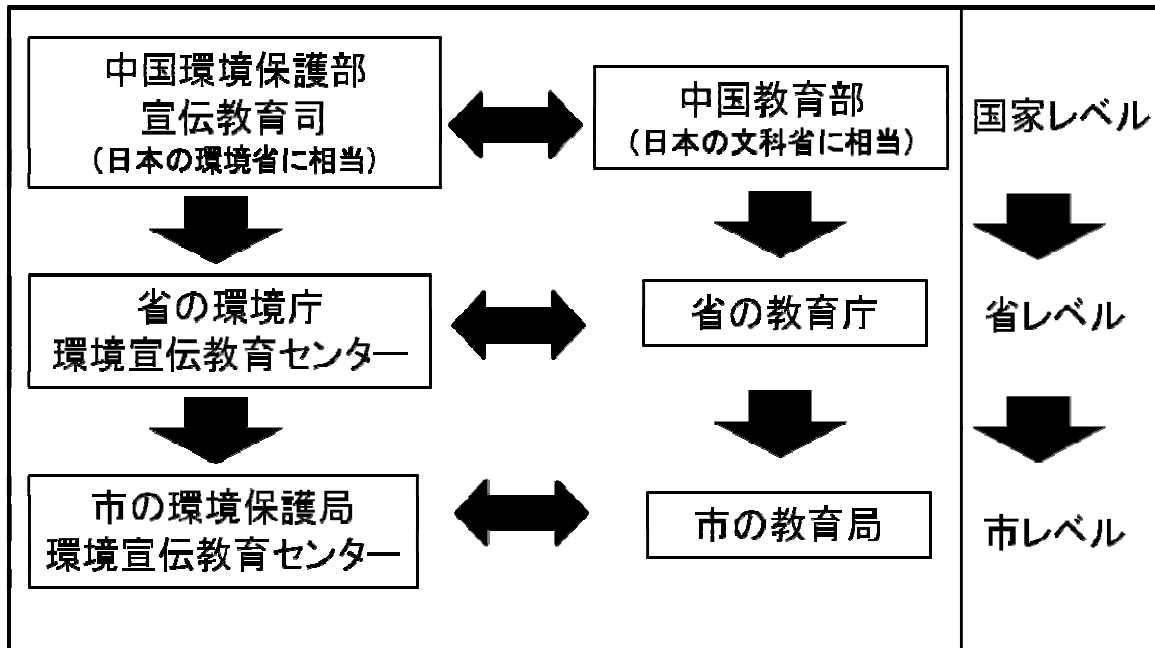 中国環境保護部
宣伝教育司
(日本の環境省に相当)
中国教育部
(日本の文科省に相当)
国家レベル
省の環境庁
環境宣伝教育センター
省の教育庁
省レベル
市の環境保護局
環境宣伝教育センター
市の教育局
市レベル